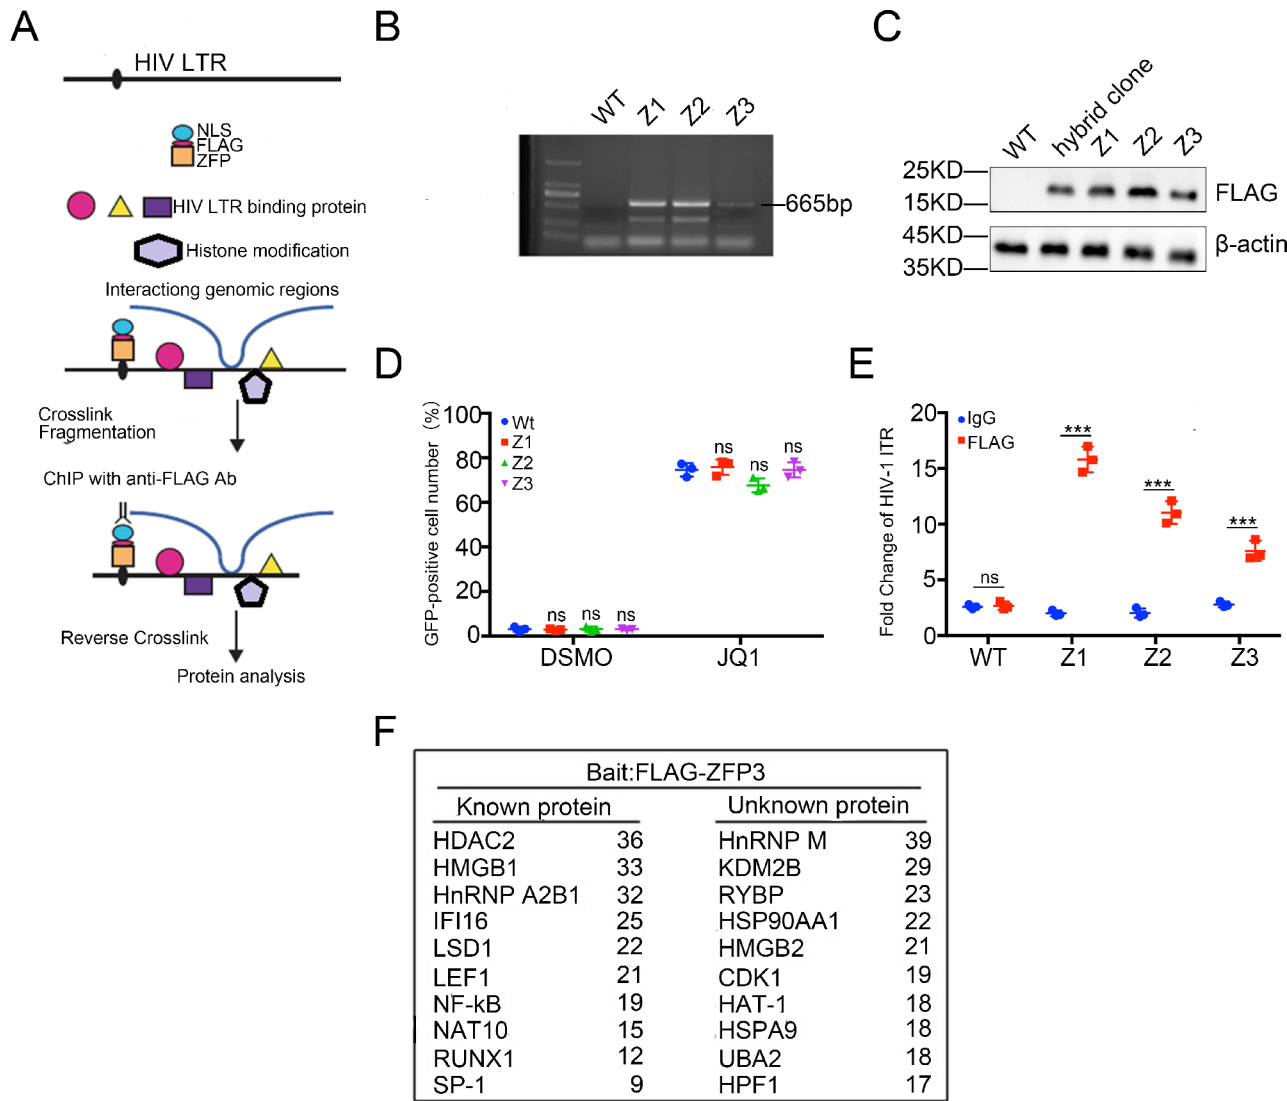 A
HIV LTR
NLS
FLAG
ZFP
HIV LTR binding protein
Histone modification
Interactiong genomic regions
Crosslink
Fragmentation
ChIP with anti-FLAG Ab
Reverse Crosslink
Protein analysis
B
WT Z1 Z2 Z3
665bp
C
WT hybrid clone Z1 Z2 Z3
25KD
15KD
FLAG
45KD
35KD
β-actin
D
GFP-positive cell number (%)
100
80
60
40
20
0
Wt
Z1
Z2
Z3
ns ns ns
ns ns ns
DSMO JQ1
E
Fold Change of HIV-1 ITR
20
15
10
5
0
IgG
FLAG
ns *** *** ***
WT Z1 Z2 Z3
F
Bait:FLAG-ZFP3
Known protein Unknown protein
HDAC2 36 HnRNP M 39
HMGB1 33 KDM2B 29
HnRNP A2B1 32 RYBP 23
IFI16 25 HSP90AA1 22
LSD1 22 HMGB2 21
LEF1 21 CDK1 19
NF-kB 19 HAT-1 18
NAT10 15 HSPA9 18
RUNX1 12 UBA2 18
SP-1 9 HPF1 17